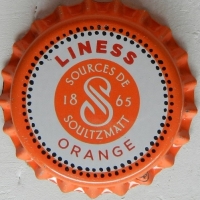 LINESS
SOURCES DE
18 S 65
SOULTZMATT
ORANGE